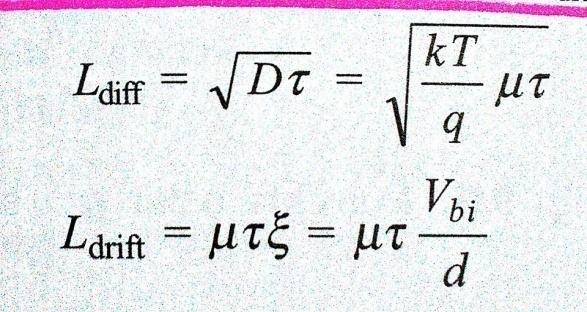 L_diff = √(Dτ) = √((kT/q) μτ)
L_drift = μτξ = μτ (V_bi/d)